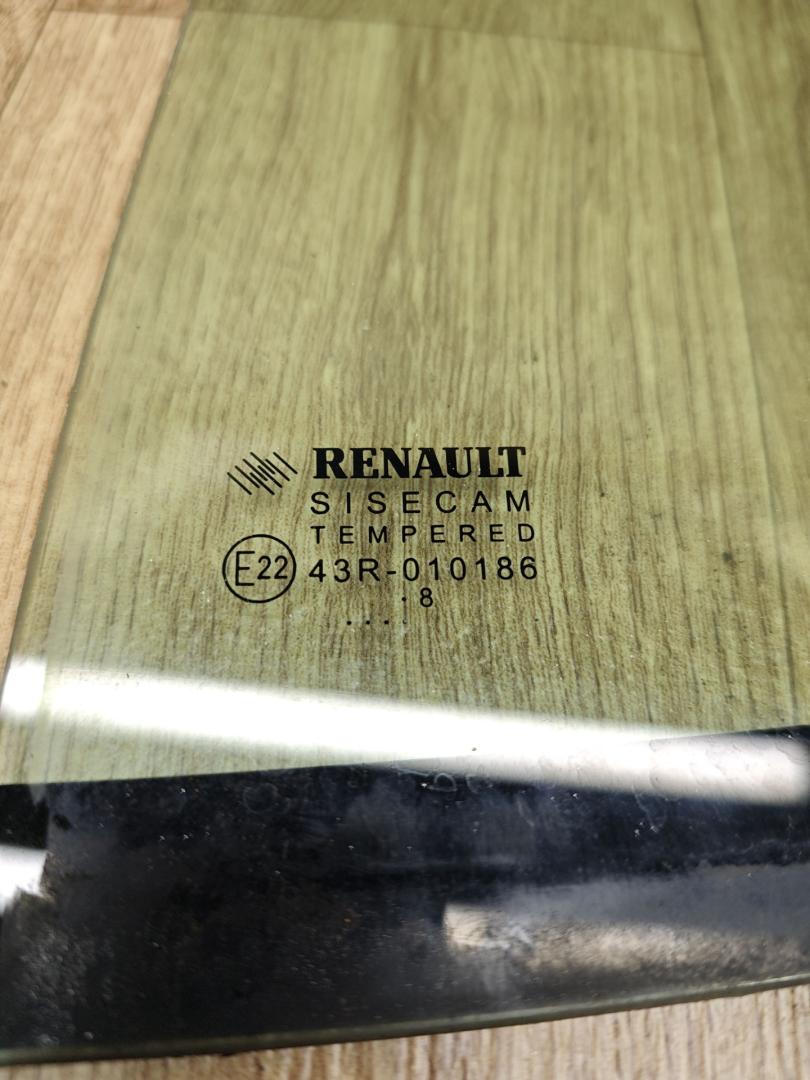 RENAULT
SISECAM
TEMPERED
E22 43R-010186
. 8
....